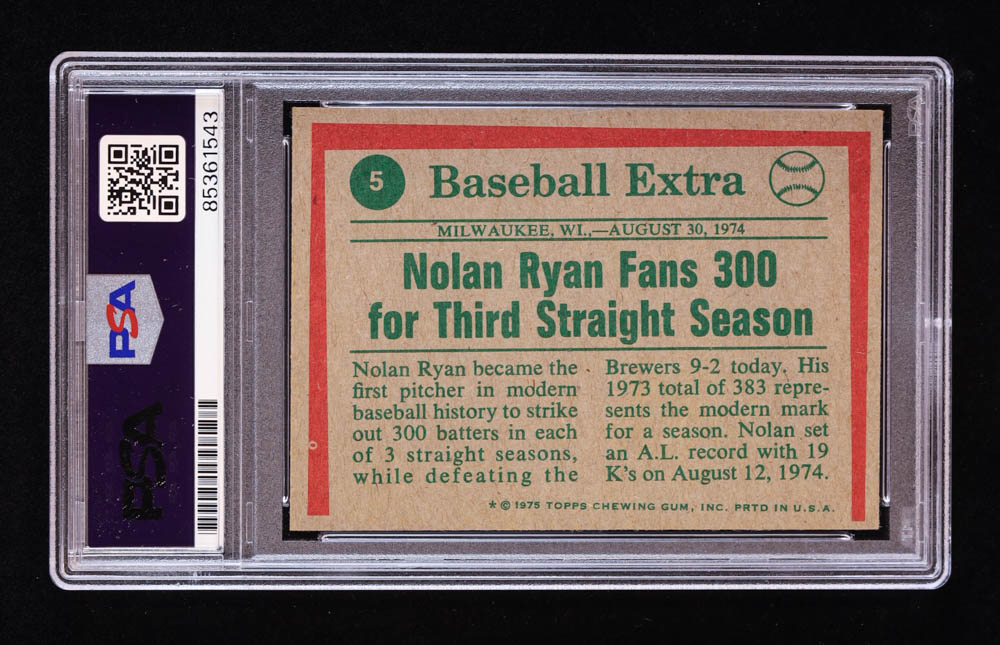 85361543
PSA
PSA
5
Baseball Extra
MILWAUKEE, WI.,—AUGUST 30, 1974
Nolan Ryan Fans 300
for Third Straight Season
Nolan Ryan became the
first pitcher in modern
baseball history to strike
out 300 batters in each
of 3 straight seasons,
while defeating the
Brewers 9-2 today. His
1973 total of 383 repre-
sents the modern mark
for a season. Nolan set
an A.L. record with 19
K's on August 12, 1974.
* © 1975 TOPPS CHEWING GUM, INC. PRTD IN U.S.A.